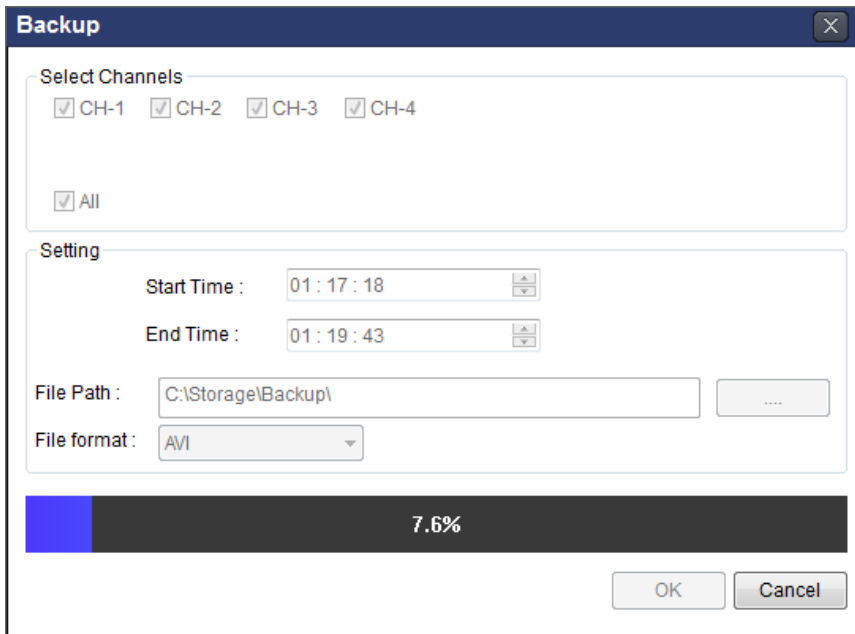 Backup
Select Channels
CH-1 CH-2 CH-3 CH-4
All
Setting
Start Time : 01 : 17 : 18
End Time : 01 : 19 : 43
File Path : C:\Storage\Backup\ ....
File format : AVI
7.6%
OK Cancel